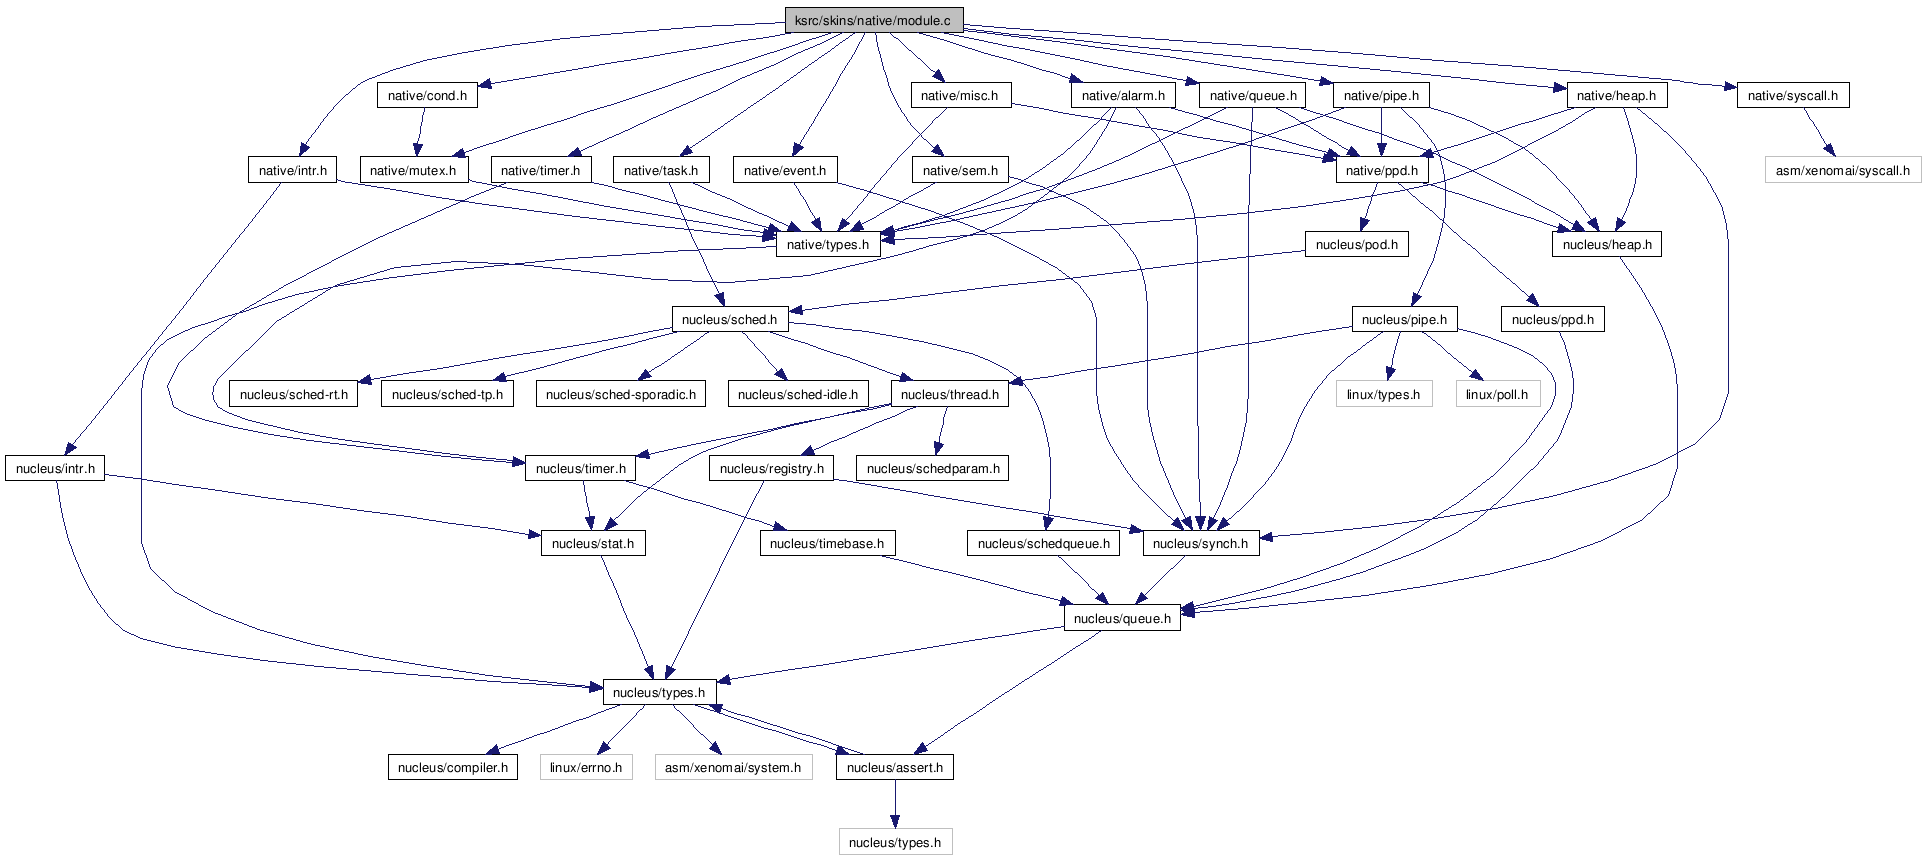 ksrc/skins/native/module.c
native/cond.h
native/misc.h
native/alarm.h
native/queue.h
native/pipe.h
native/heap.h
native/syscall.h
native/intr.h
native/mutex.h
native/timer.h
native/task.h
native/event.h
native/sem.h
native/ppd.h
asm/xenomai/syscall.h
native/types.h
nucleus/pod.h
nucleus/heap.h
nucleus/sched.h
nucleus/pipe.h
nucleus/ppd.h
nucleus/sched-rt.h
nucleus/sched-tp.h
nucleus/sched-sporadic.h
nucleus/sched-idle.h
nucleus/thread.h
linux/types.h
linux/poll.h
nucleus/intr.h
nucleus/timer.h
nucleus/registry.h
nucleus/schedparam.h
nucleus/stat.h
nucleus/timebase.h
nucleus/schedqueue.h
nucleus/synch.h
nucleus/queue.h
nucleus/types.h
nucleus/compiler.h
linux/errno.h
asm/xenomai/system.h
nucleus/assert.h
nucleus/types.h